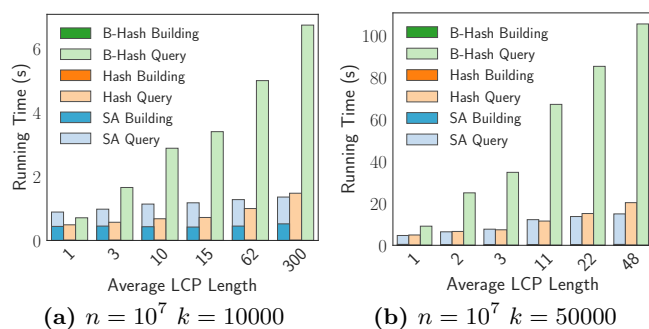 B-Hash Building
B-Hash Query
Hash Building
Hash Query
SA Building
SA Query
Running Time (s)
6
4
2
0
1 3 10 15 62 300
Average LCP Length
(a) n = 10^7 k = 10000
B-Hash Building
B-Hash Query
Hash Building
Hash Query
SA Building
SA Query
Running Time (s)
100
80
60
40
20
0
1 2 3 11 22 48
Average LCP Length
(b) n = 10^7 k = 50000